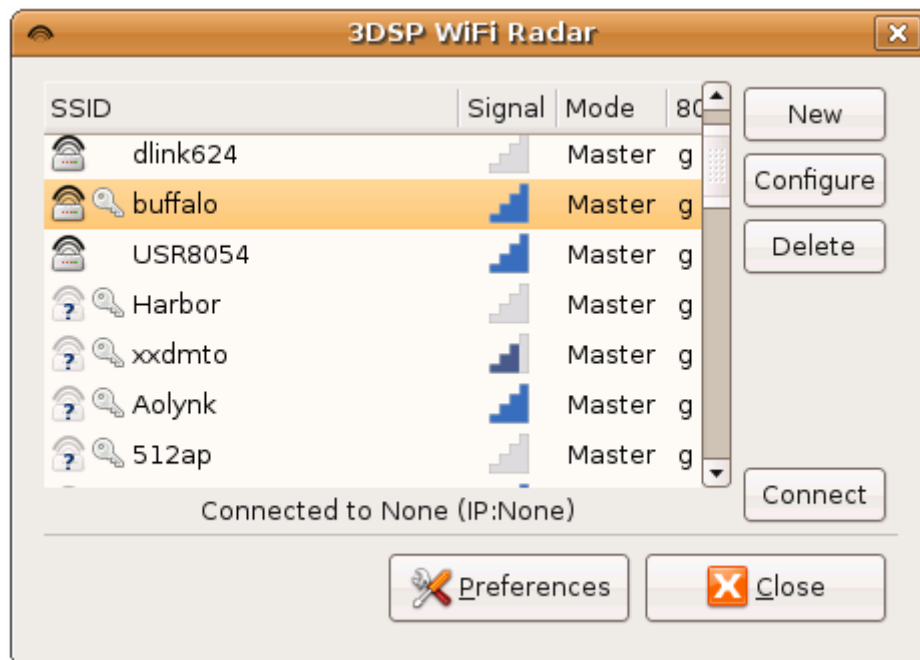 3DSP WiFi Radar
SSID Signal Mode 80
New
dlink624 Master g
Configure
buffalo Master g
Delete
USR8054 Master g
Harbor Master g
xxdmto Master g
Aolynk Master g
512ap Master g
Connect
Connected to None (IP:None)
Preferences Close